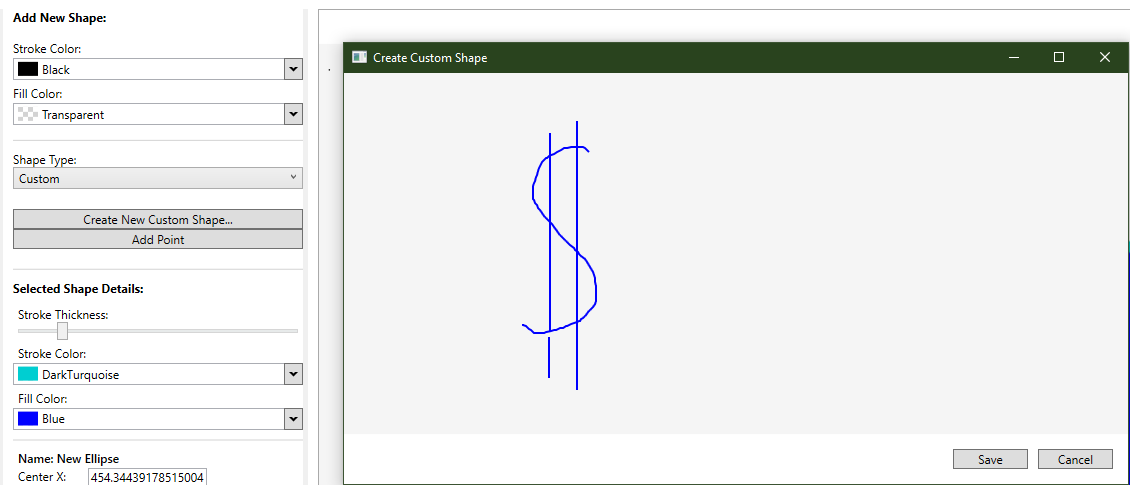 Add New Shape:
Stroke Color:
Black
Fill Color:
Transparent
Shape Type:
Custom
Create New Custom Shape...
Add Point
Selected Shape Details:
Stroke Thickness:
Stroke Color:
DarkTurquoise
Fill Color:
Blue
Name: New Ellipse
Center X: 454.34439178515004
Create Custom Shape
$
Save Cancel